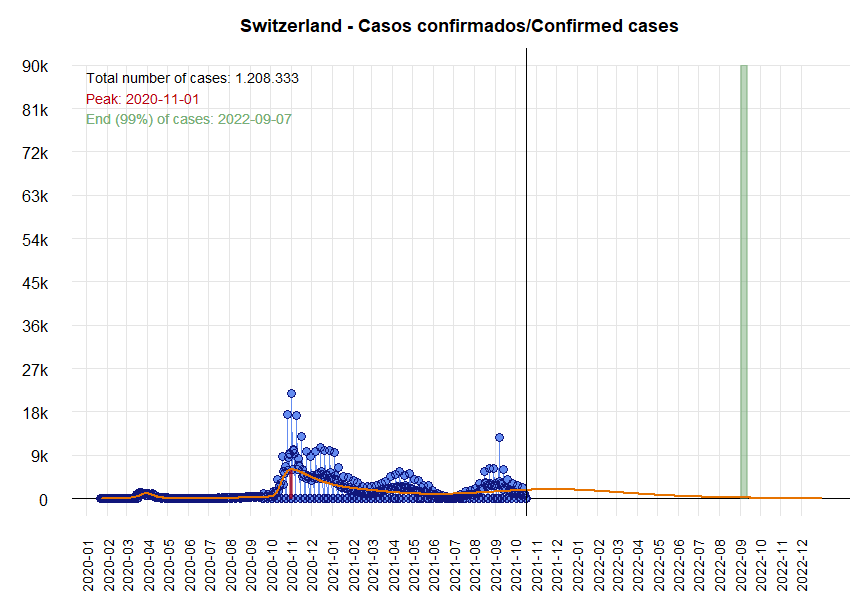 Switzerland - Casos confirmados/Confirmed cases
Total number of cases: 1.208.333
Peak: 2020-11-01
End (99%) of cases: 2022-09-07
90k
81k
72k
63k
54k
45k
36k
27k
18k
9k
0
2020-01
2020-02
2020-03
2020-04
2020-05
2020-06
2020-07
2020-08
2020-09
2020-10
2020-11
2020-12
2021-01
2021-02
2021-03
2021-04
2021-05
2021-06
2021-07
2021-08
2021-09
2021-10
2021-11
2021-12
2022-01
2022-02
2022-03
2022-04
2022-05
2022-06
2022-07
2022-08
2022-09
2022-10
2022-11
2022-12